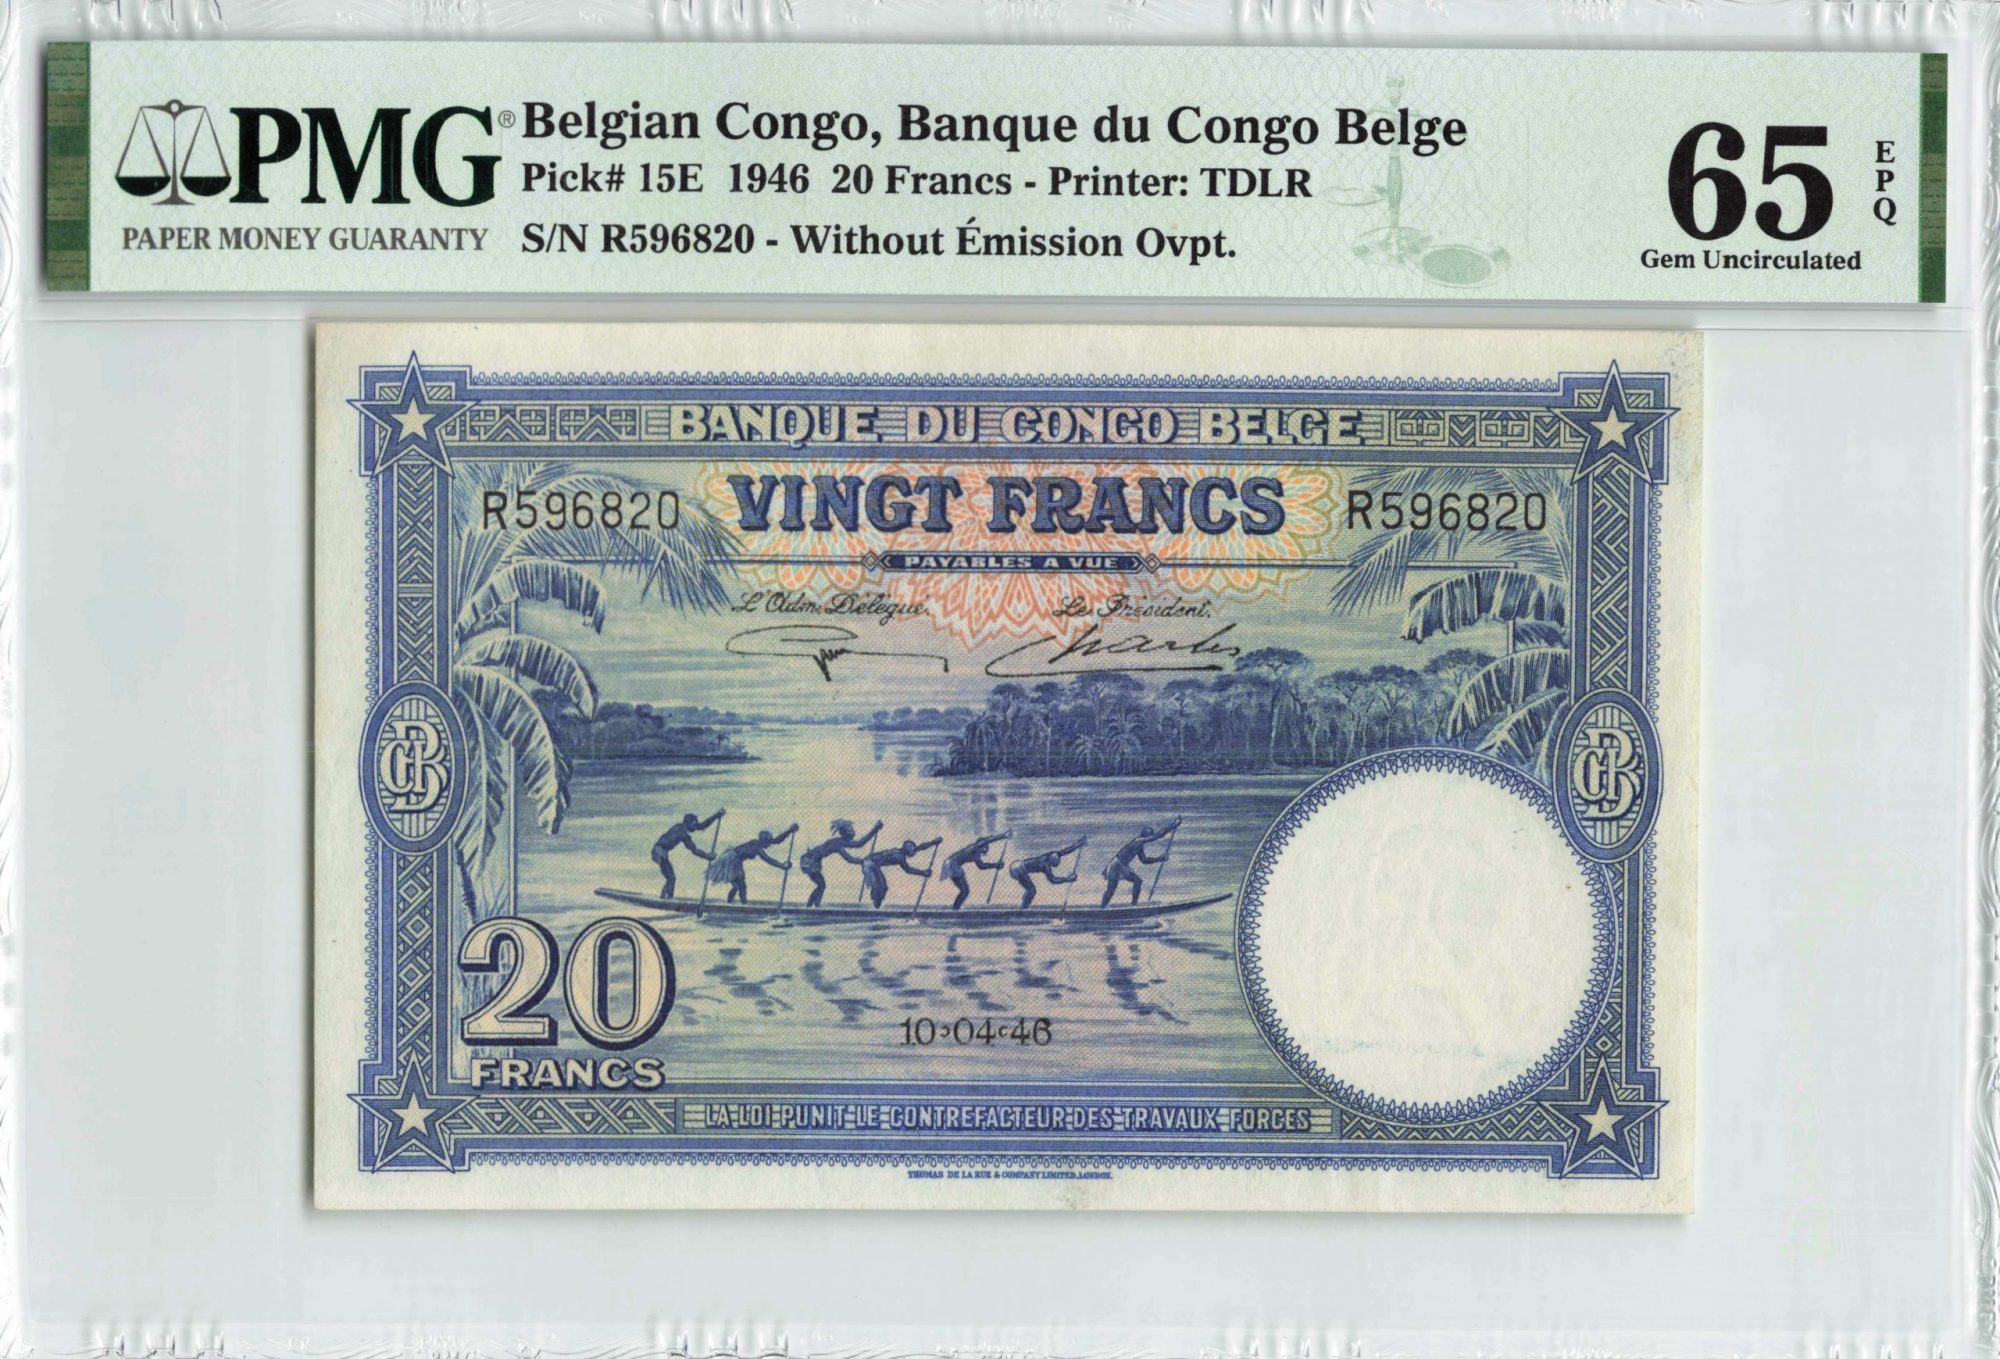 PMG®
PAPER MONEY GUARANTY
Belgian Congo, Banque du Congo Belge
Pick# 15E 1946 20 Francs - Printer: TDLR
S/N R596820 - Without Émission Ovpt.
65
EPQ
Gem Uncirculated
BANQUE DU CONGO BELGE
R596820 VINGT FRANCS R596820
PAYABLES A VUE
L'Adm. Délégué. Le Président.
Charles
BCB BCB
20
FRANCS
10-04-46
LA LOI PUNIT LE CONTREFACTEUR DES TRAVAUX FORCES
THOMAS DE LA RUE & COMPANY LIMITED, LONDON.